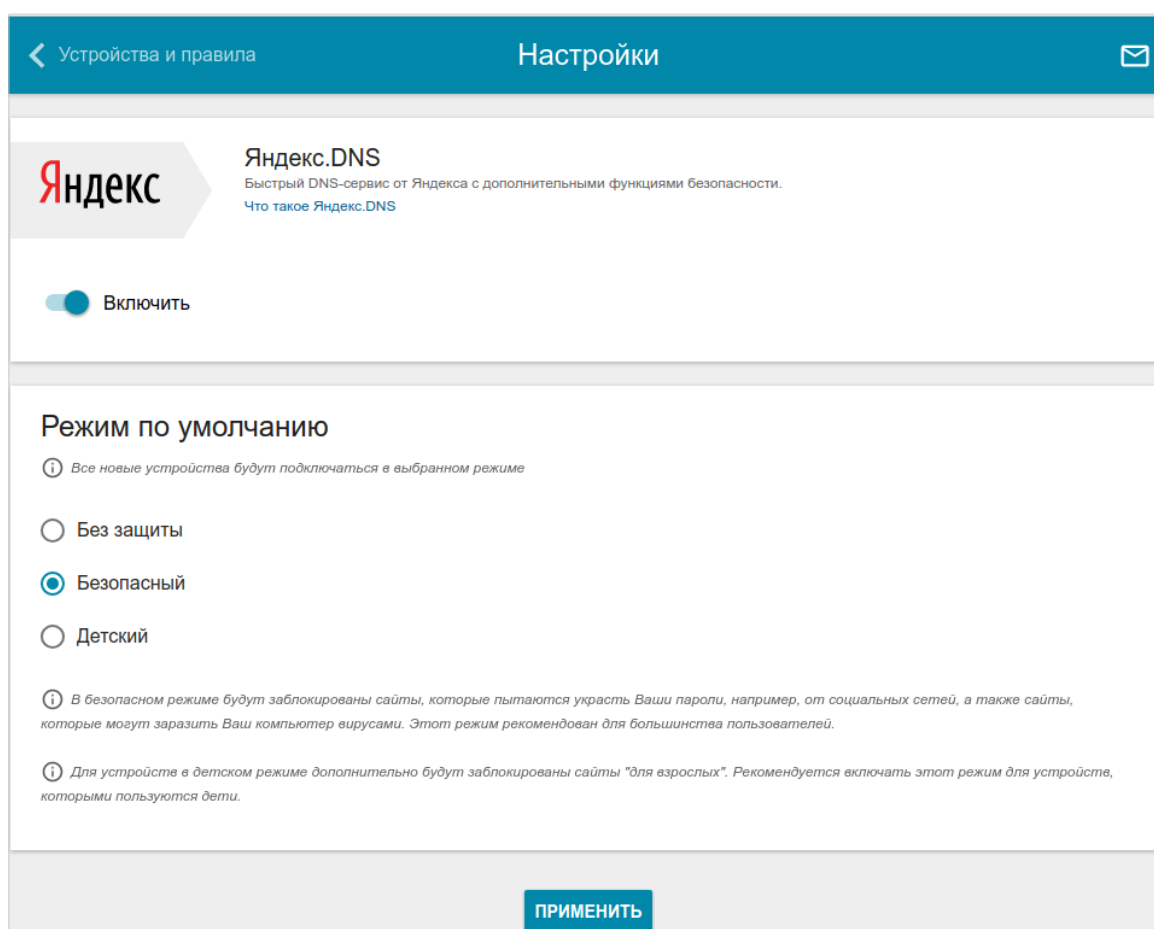 Устройства и правила
Настройки
Яндекс
Яндекс.DNS
Быстрый DNS-сервис от Яндекса с дополнительными функциями безопасности.
Что такое Яндекс.DNS
Включить
Режим по умолчанию
Все новые устройства будут подключаться в выбранном режиме
Без защиты
Безопасный
Детский
В безопасном режиме будут заблокированы сайты, которые пытаются украсть Ваши пароли, например, от социальных сетей, а также сайты,
которые могут заразить Ваш компьютер вирусами. Этот режим рекомендован для большинства пользователей.
Для устройств в детском режиме дополнительно будут заблокированы сайты "для взрослых". Рекомендуется включать этот режим для устройств,
которыми пользуются дети.
ПРИМЕНИТЬ